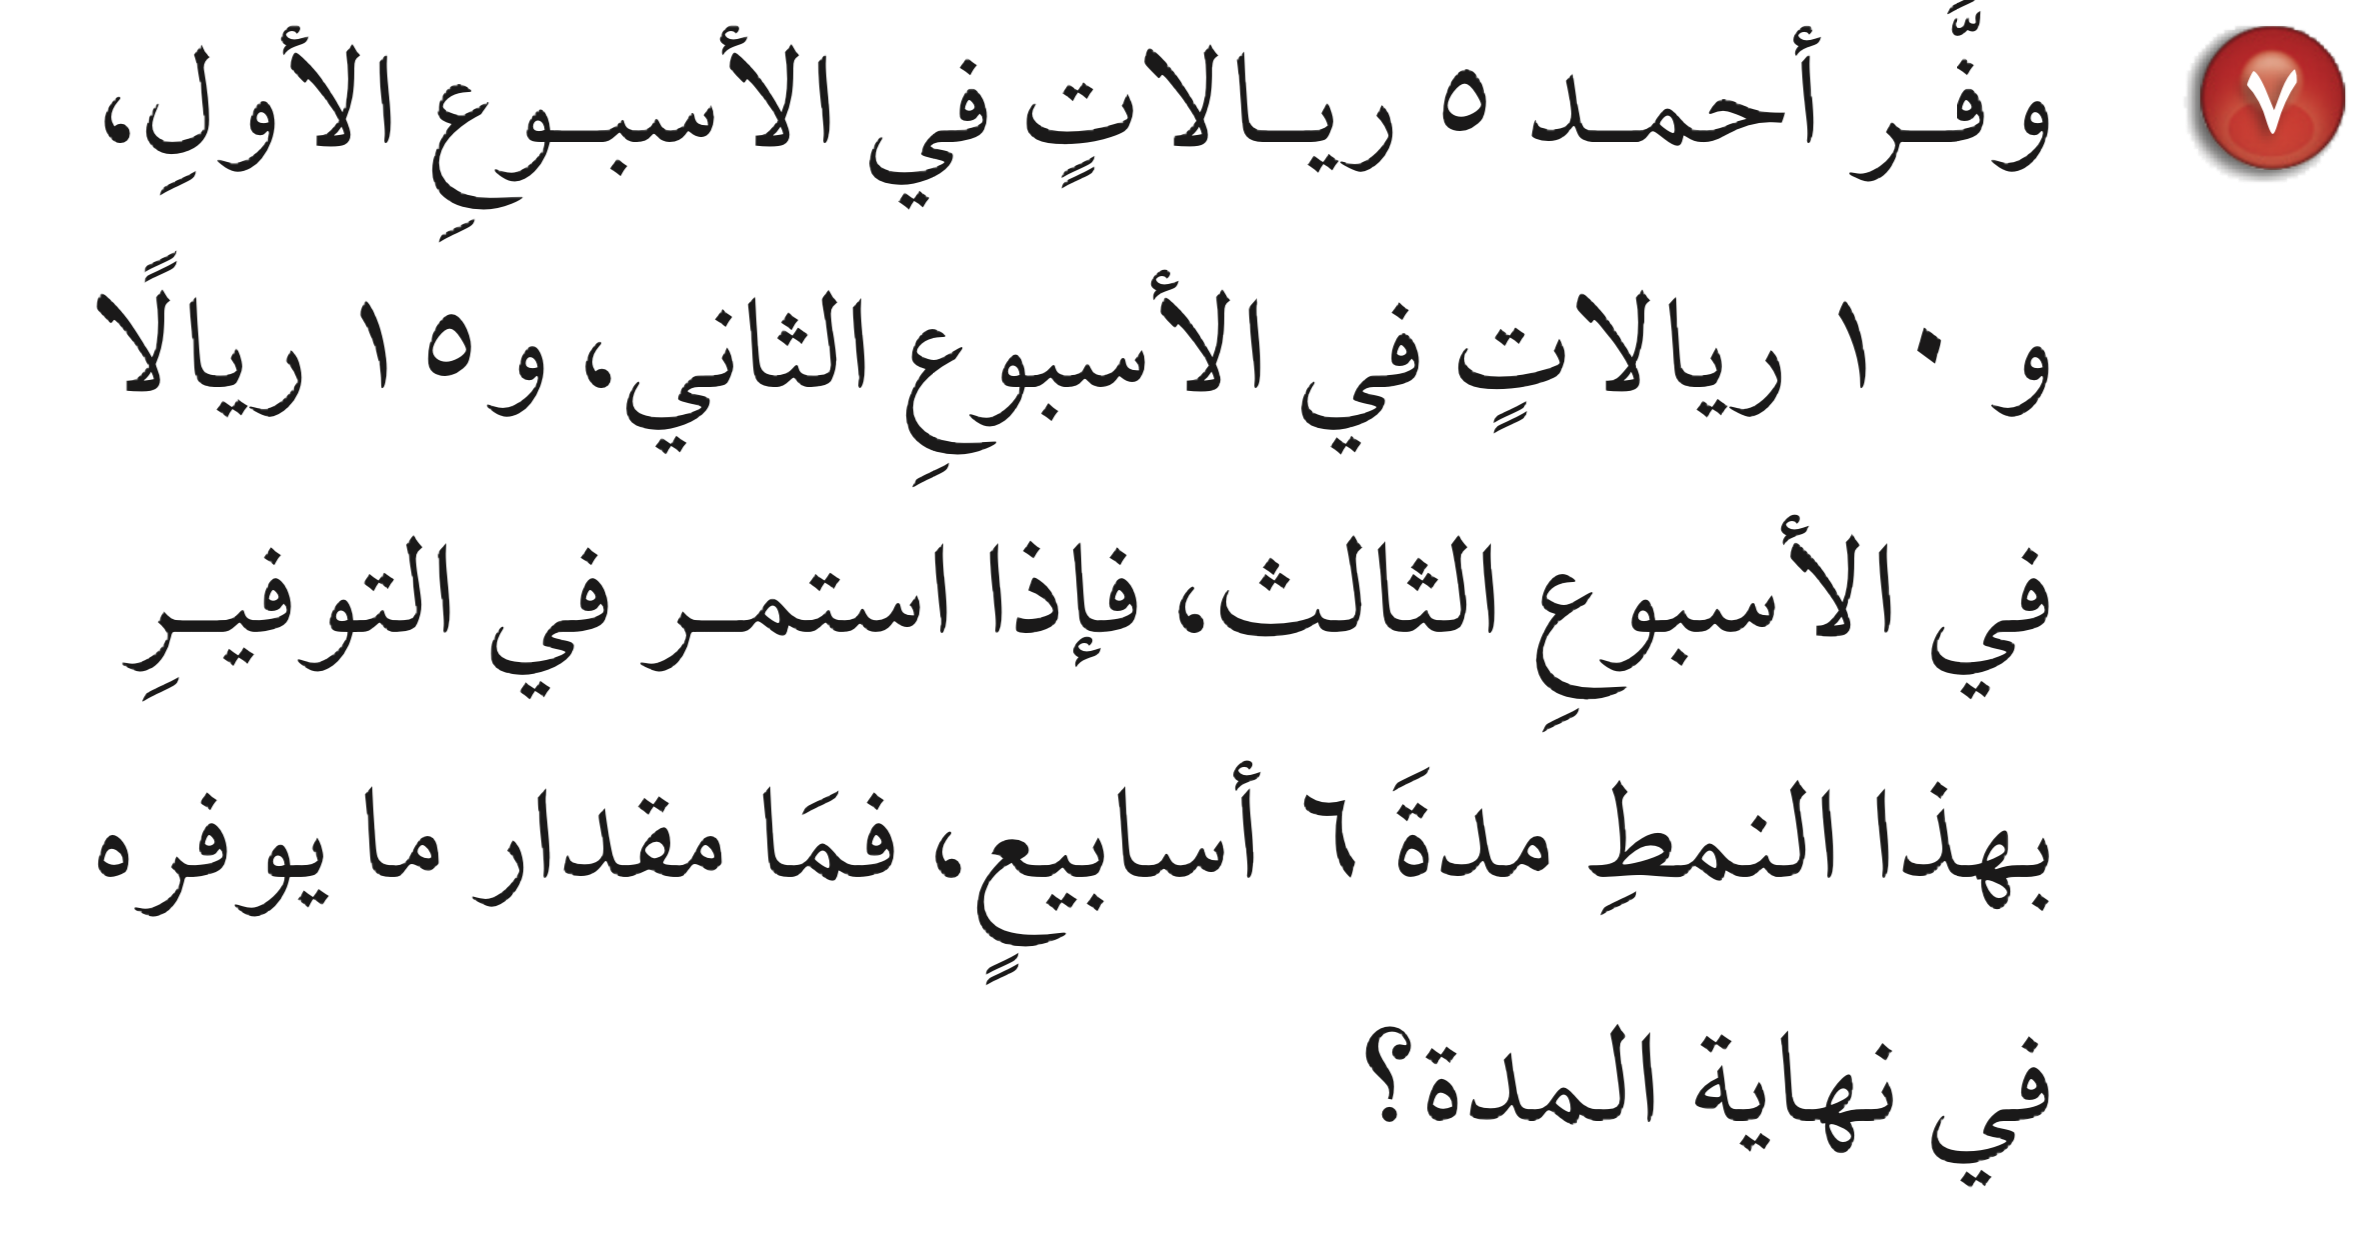 ٧ وفَّر أحمد ٥ ريالاتٍ في الأسبوعِ الأولِ،
و ١٠ ريالاتٍ في الأسبوعِ الثاني، و ١٥ ريالًا
في الأسبوعِ الثالث، فإذا استمر في التوفيرِ
بهذا النمطِ مدةَ ٦ أسابيعٍ، فمَا مقدار ما يوفره
في نهاية المدة؟